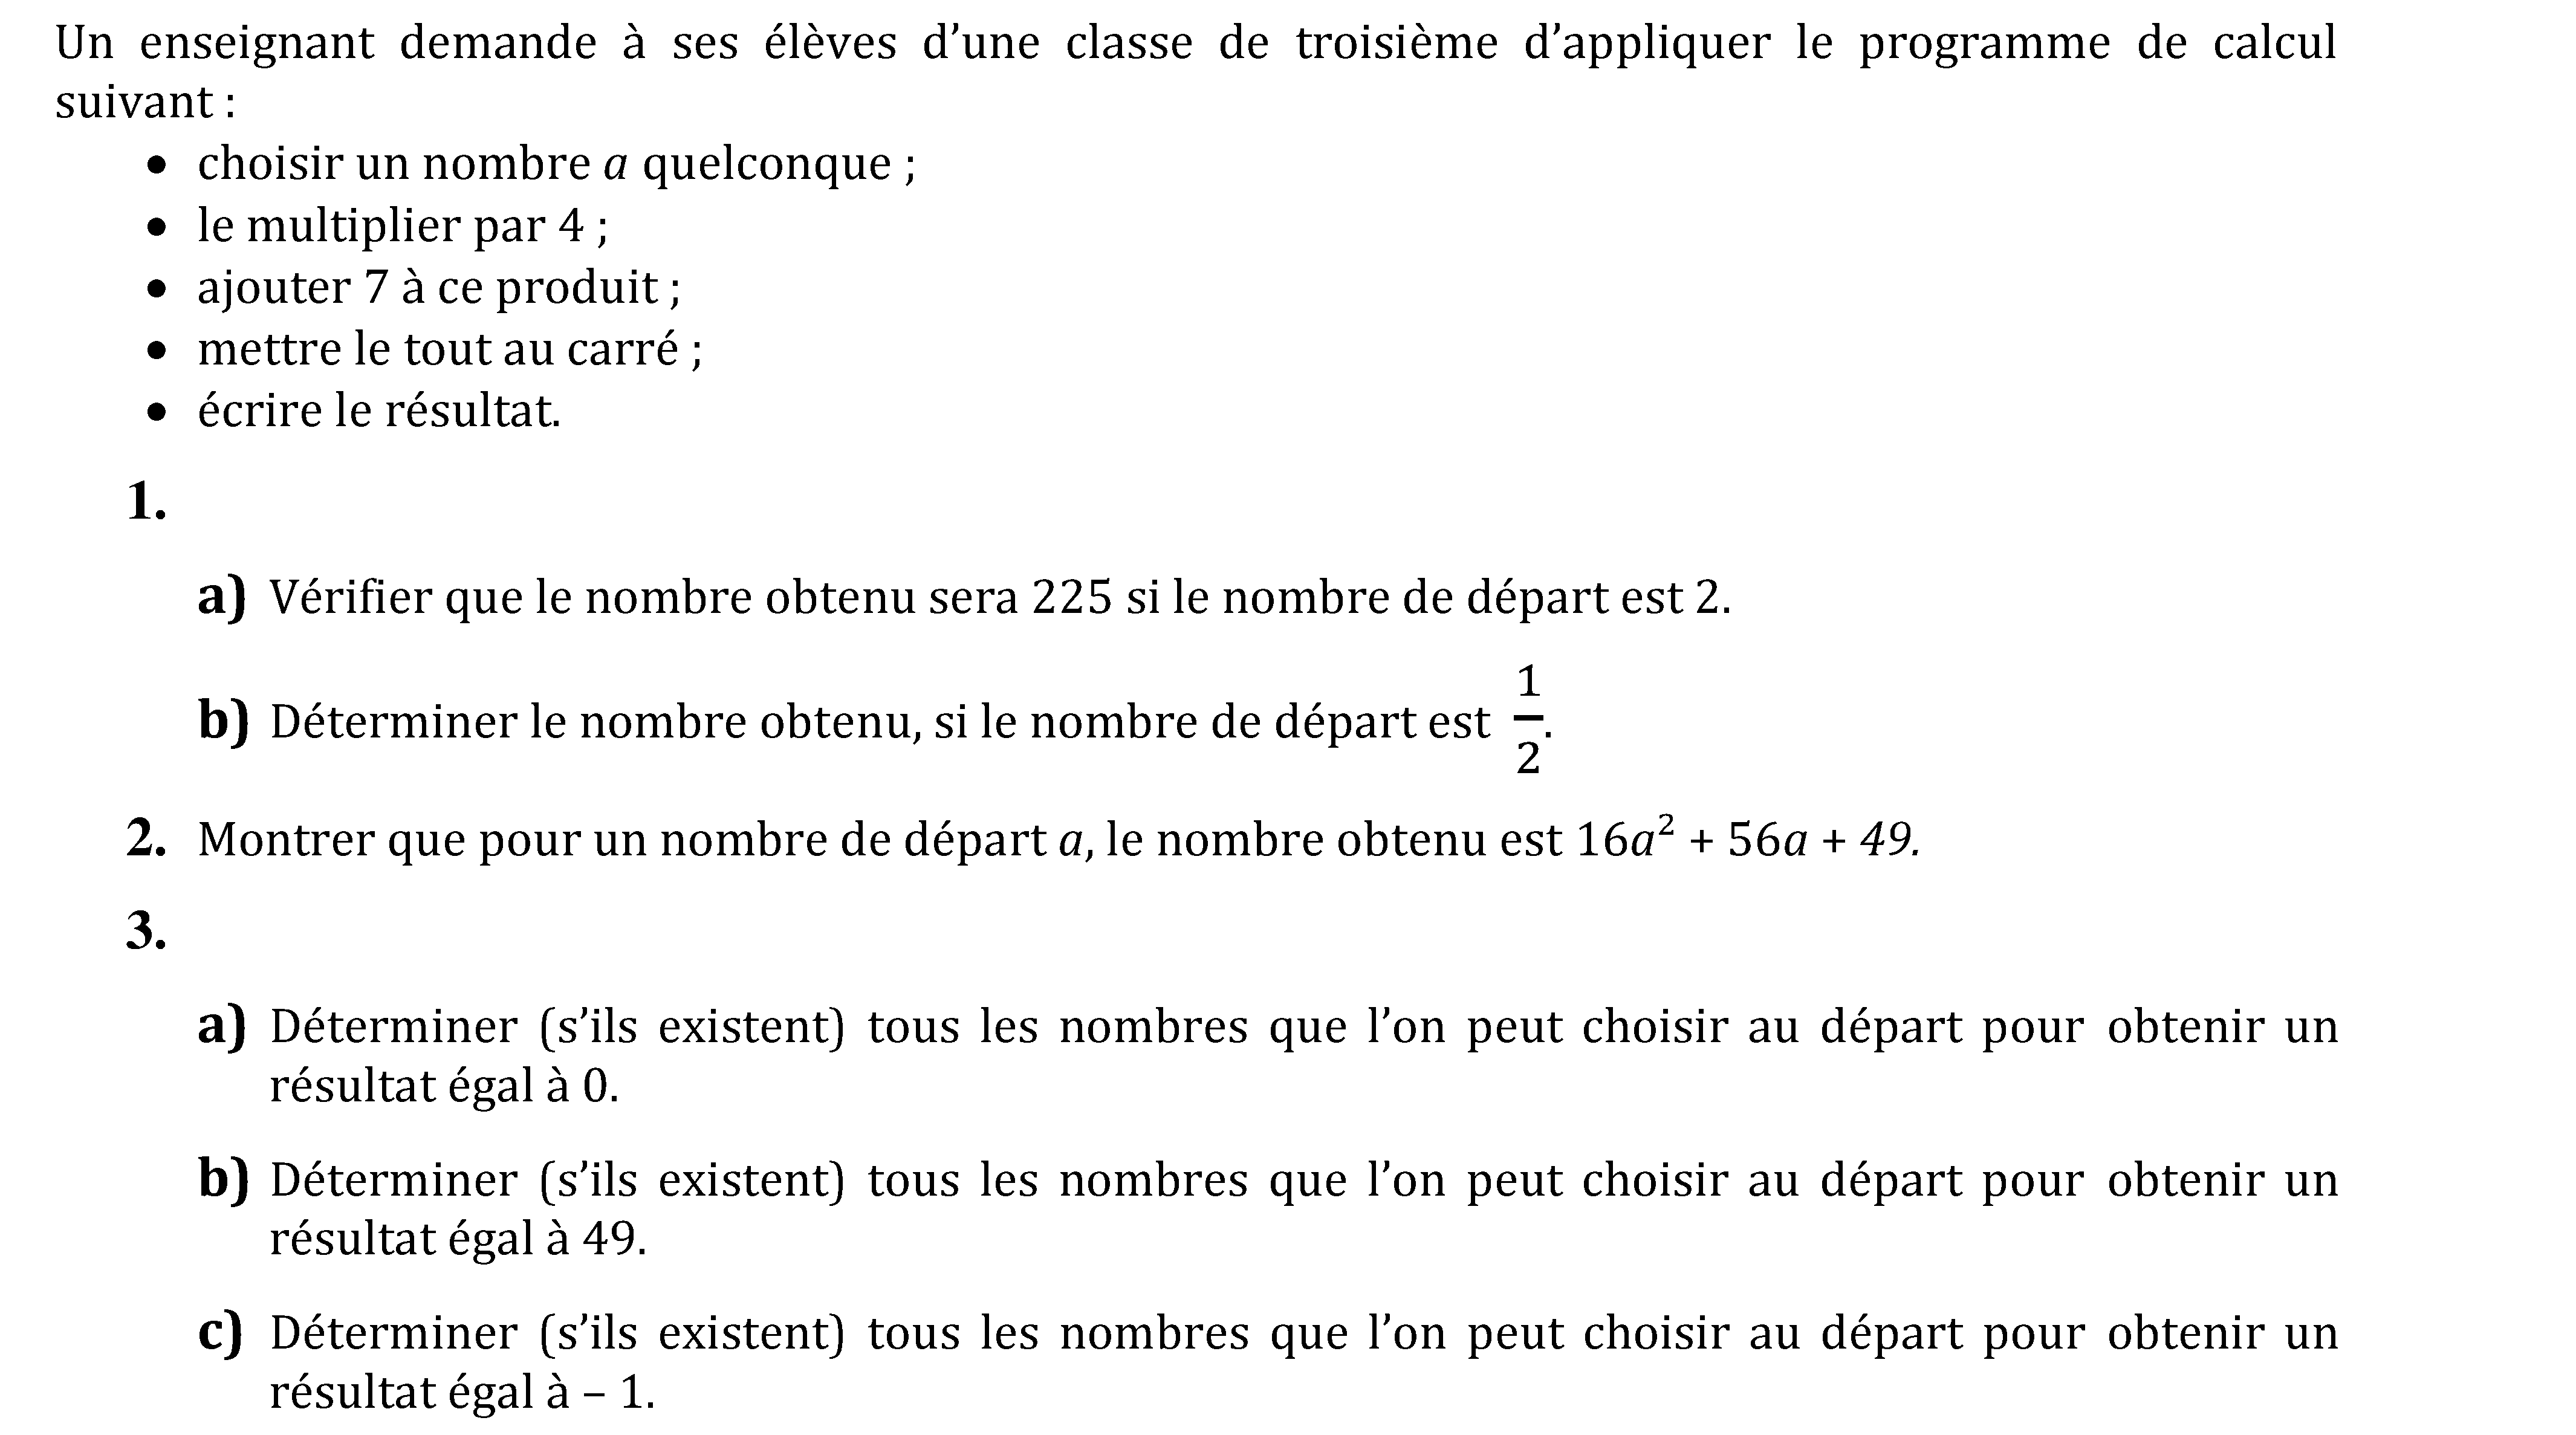 Un enseignant demande à ses élèves d’une classe de troisième d’appliquer le programme de calcul
suivant :
• choisir un nombre a quelconque ;
• le multiplier par 4 ;
• ajouter 7 à ce produit ;
• mettre le tout au carré ;
• écrire le résultat.
1.
a) Vérifier que le nombre obtenu sera 225 si le nombre de départ est 2.
b) Déterminer le nombre obtenu, si le nombre de départ est 1/2.
2. Montrer que pour un nombre de départ a, le nombre obtenu est 16a² + 56a + 49.
3.
a) Déterminer (s’ils existent) tous les nombres que l’on peut choisir au départ pour obtenir un
résultat égal à 0.
b) Déterminer (s’ils existent) tous les nombres que l’on peut choisir au départ pour obtenir un
résultat égal à 49.
c) Déterminer (s’ils existent) tous les nombres que l’on peut choisir au départ pour obtenir un
résultat égal à – 1.